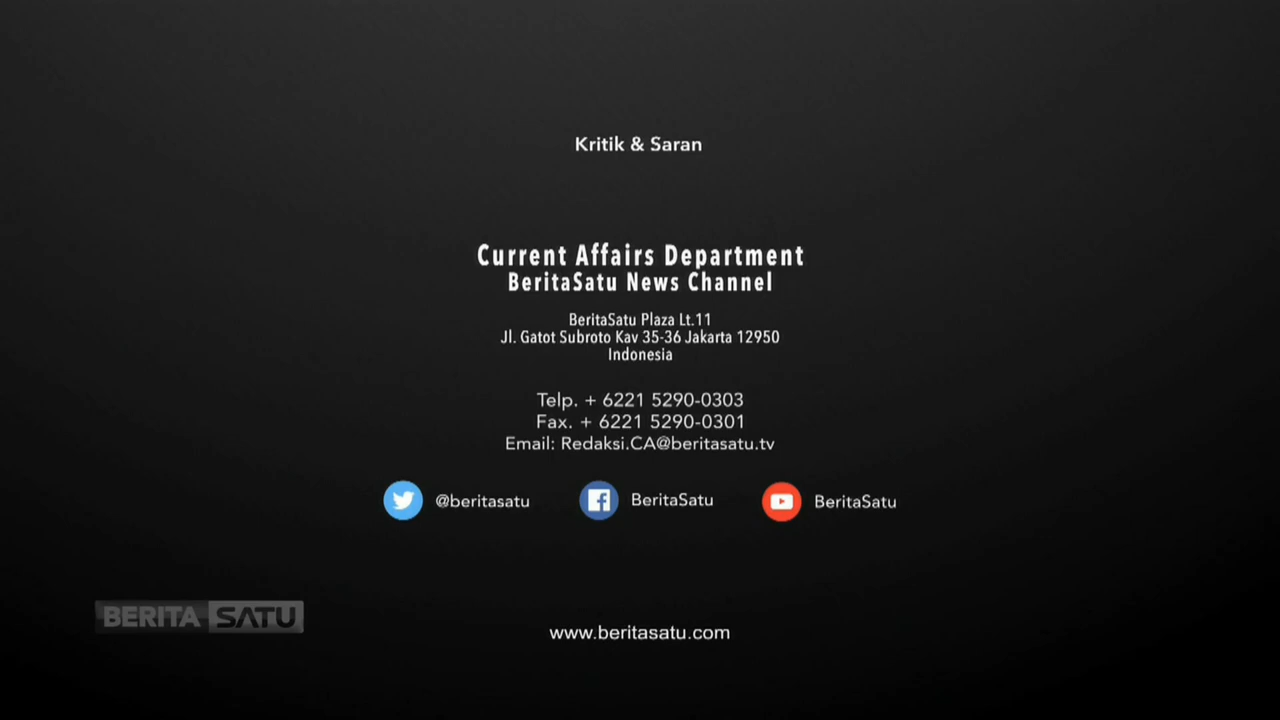 Kritik & Saran
Current Affairs Department
BeritaSatu News Channel
BeritaSatu Plaza Lt.11
Jl. Gatot Subroto Kav 35-36 Jakarta 12950
Indonesia
Telp. + 6221 5290-0303
Fax. + 6221 5290-0301
Email: Redaksi.CA@beritasatu.tv
@beritasatu BeritaSatu BeritaSatu
BERITA SATU
www.beritasatu.com